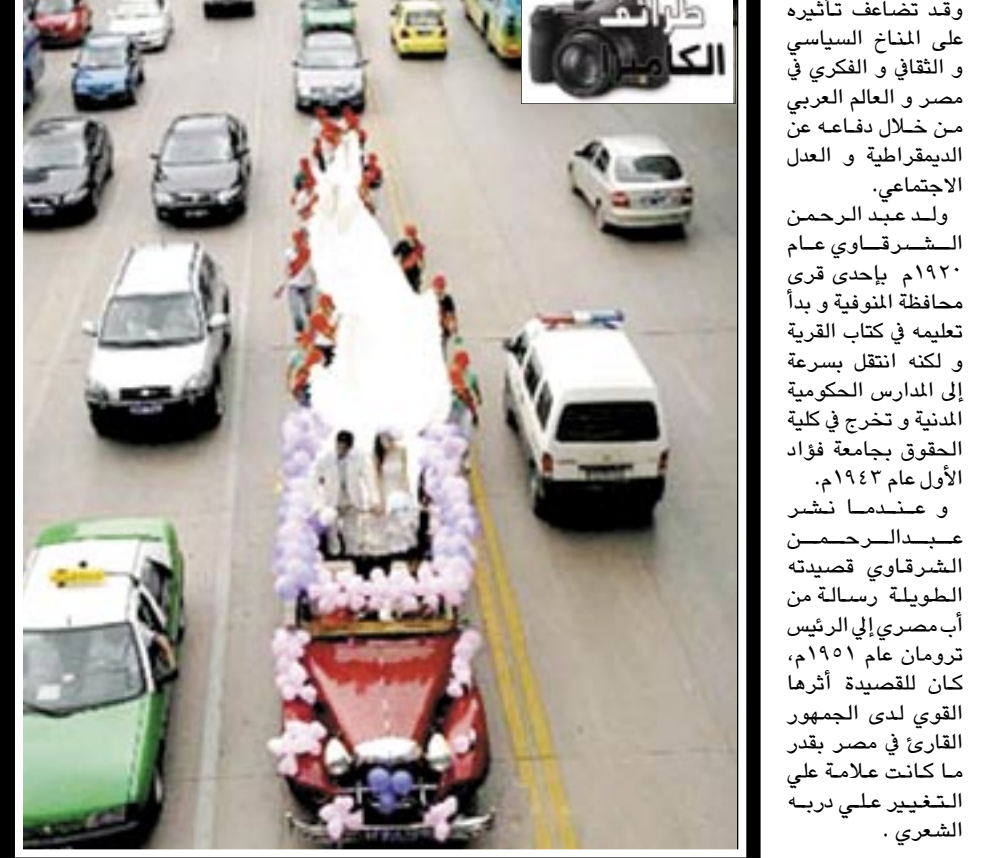 طرائف
الكاميرا
وقد تضاعف تأثيره
على المناخ السياسي
و الثقافي و الفكري في
مصر و العالم العربي
من خلال دفاعه عن
الديمقراطية و العدل
الاجتماعي.
ولد عبد الرحمن
الشرقاوي عام
١٩٢٠م بإحدى قرى
محافظة المنوفية و بدأ
تعليمه في كتاب القرية
و لكنه انتقل بسرعة
إلى المدارس الحكومية
المدنية و تخرج في كلية
الحقوق بجامعة فؤاد
الأول عام ١٩٤٣م.
و عندما نشر
عبدالرحمن
الشرقاوي قصيدته
الطويلة رسالة من
أب مصري إلي الرئيس
ترومان عام ١٩٥١م،
كان للقصيدة أثرها
القوي لدى الجمهور
القارئ في مصر بقدر
ما كانت علامة علي
التغيير علي دربه
الشعري .